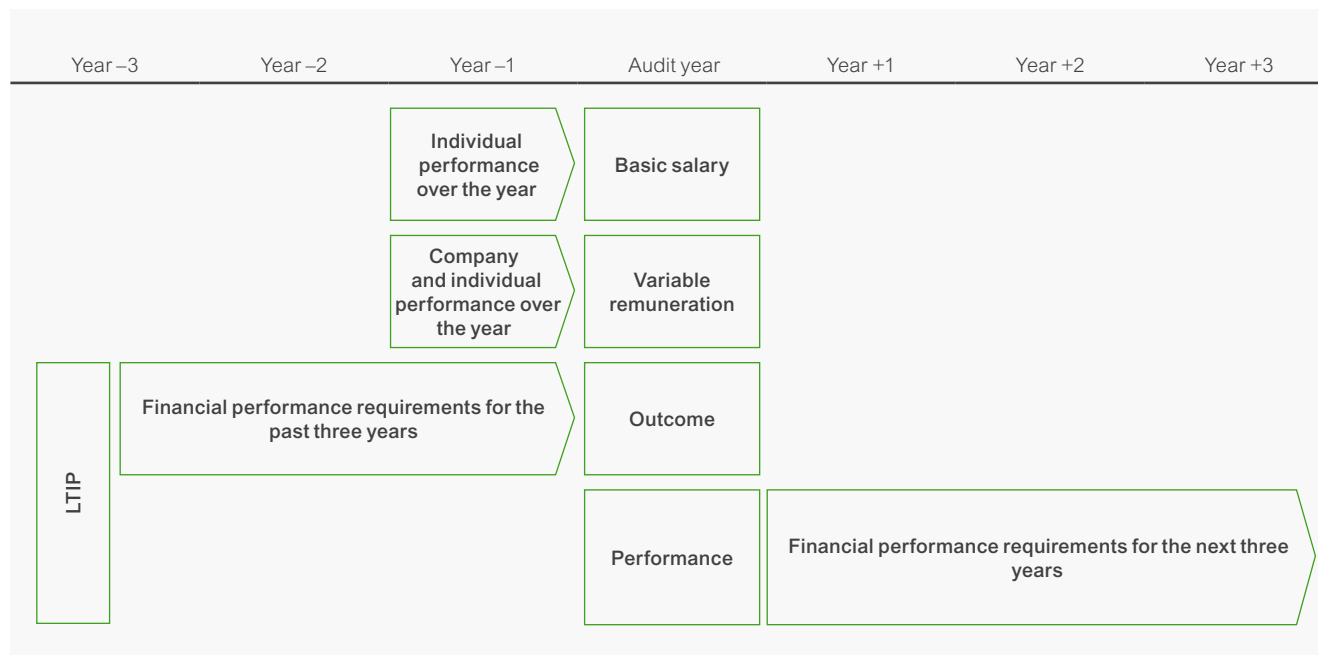 Year –3 Year –2 Year –1 Audit year Year +1 Year +2 Year +3
Individual
performance
over the year
Basic salary
Company
and individual
performance over
the year
Variable
remuneration
LTIP
Financial performance requirements for the
past three years
Outcome
Performance
Financial performance requirements for the next three
years